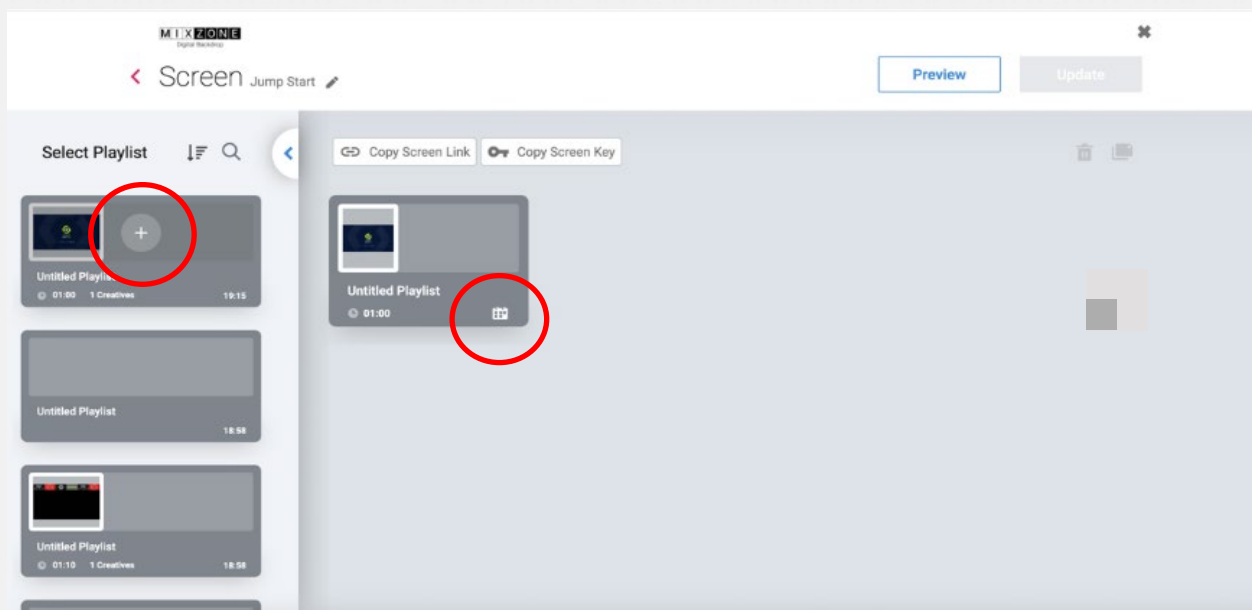 MIXZONE
Digital Backdrop
Screen Jump Start
Preview
Update
Select Playlist
Copy Screen Link
Copy Screen Key
Untitled Playlist
01:00 1 Creatives 19:15
Untitled Playlist
01:00
Untitled Playlist
18:58
Untitled Playlist
01:10 1 Creatives 18:58